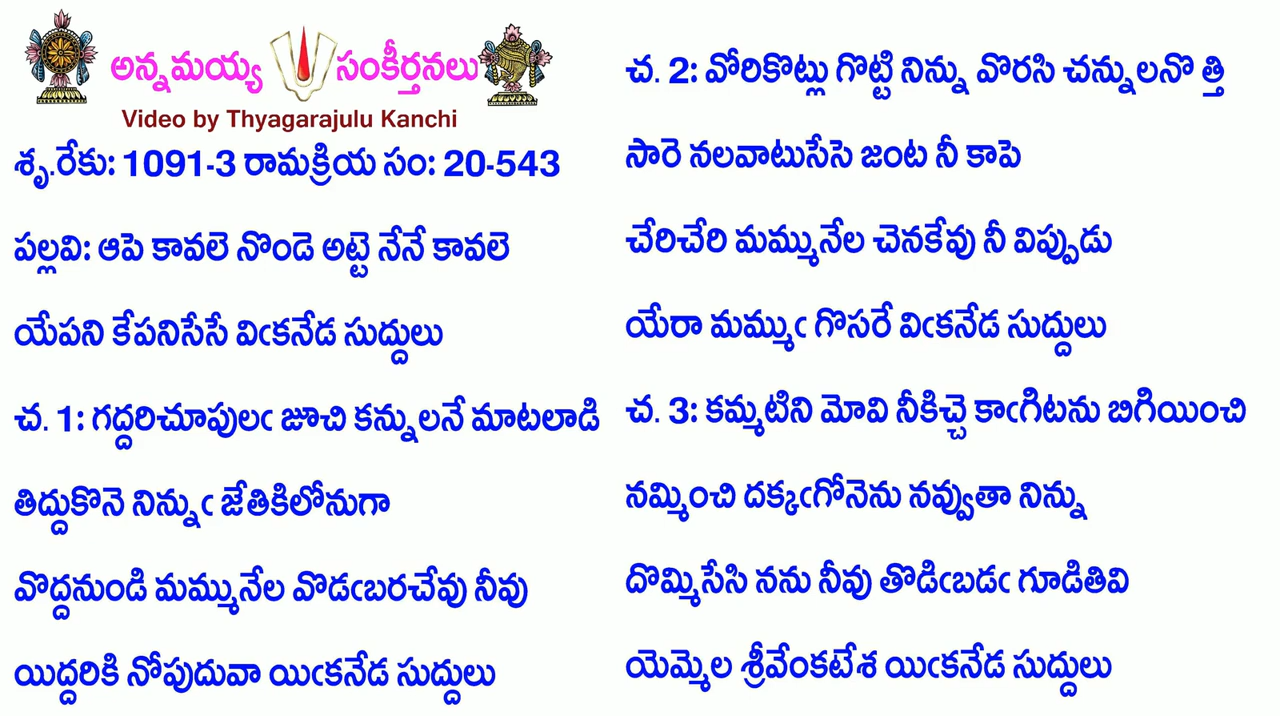 అన్నమయ్య సంకీర్తనలు
Video by Thyagarajulu Kanchi
శృ.రేకు: 1091-3 రామక్రియ సం: 20-543
పల్లవి: ఆపె కావలె నొండె అట్టె నేనే కావలె
యేపని కేపనిసేసే విఁకనేడ సుద్దులు
చ. 1: గద్దరిచూపులఁ జూచి కన్నులనే మాటలాడి
తిద్దుకొనె నిన్నుఁ జేతికిలోనుగా
వొద్దనుండి మమ్మునేల వొడఁబరచేవు నీవు
యిద్దరికి నోపుదువా యిఁకనేడ సుద్దులు
చ. 2: వోరికొట్లు గొట్టి నిన్ను వొరసి చన్నులనొ త్తి
సారె నలవాటుసేసె జంట నీ కాపె
చేరిచేరి మమ్మునేల చెనకేవు నీ విప్పుడు
యేరా మమ్ముఁ గొసరే విఁకనేడ సుద్దులు
చ. 3: కమ్మటిని మోవి నీకిచ్చె కాఁగిటను బిగియించి
నమ్మించి దక్కఁగోనెను నవ్వుతా నిన్ను
దొమ్మిసేసి నను నీవు తొడిఁబడఁ గూడితివి
యెమ్మెల శ్రీవేంకటేశ యిఁకనేడ సుద్దులు